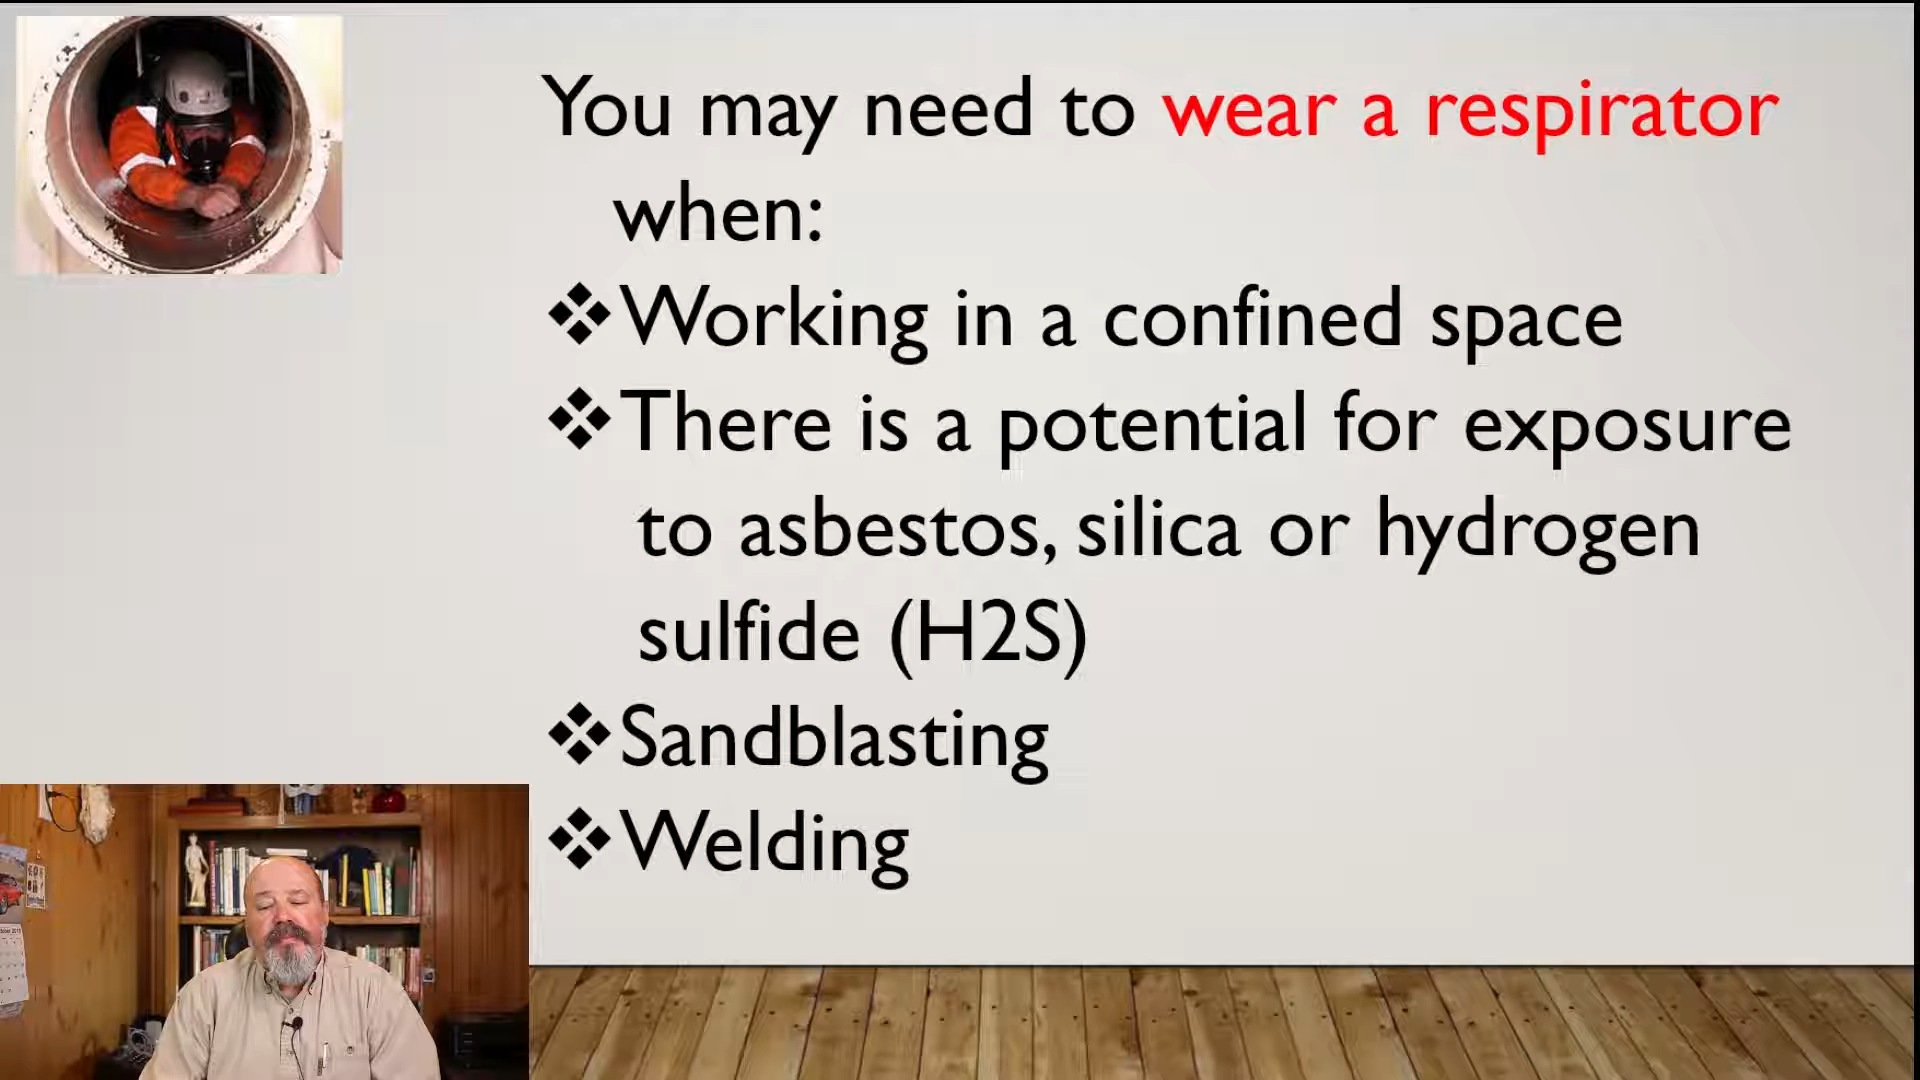 You may need to wear a respirator
when:
❖Working in a confined space
❖There is a potential for exposure
to asbestos, silica or hydrogen
sulfide (H2S)
❖Sandblasting
❖Welding